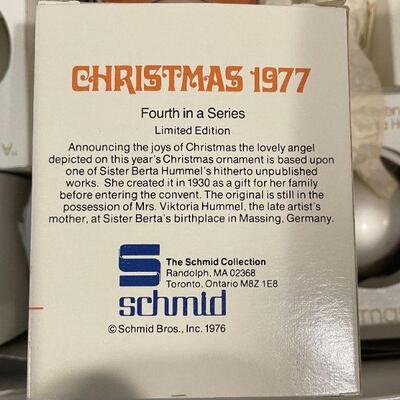 CHRISTMAS 1977
Fourth in a Series
Limited Edition
Announcing the joys of Christmas the lovely angel
depicted on this year's Christmas ornament is based upon
one of Sister Berta Hummel's hitherto unpublished
works. She created it in 1930 as a gift for her family
before entering the convent. The original is still in the
possession of Mrs. Viktoria Hummel, the late artist's
mother, at Sister Berta's birthplace in Massing, Germany.
The Schmid Collection
Randolph, MA 02368
Toronto, Ontario M8Z 1E8
schmid
© Schmid Bros., Inc. 1976